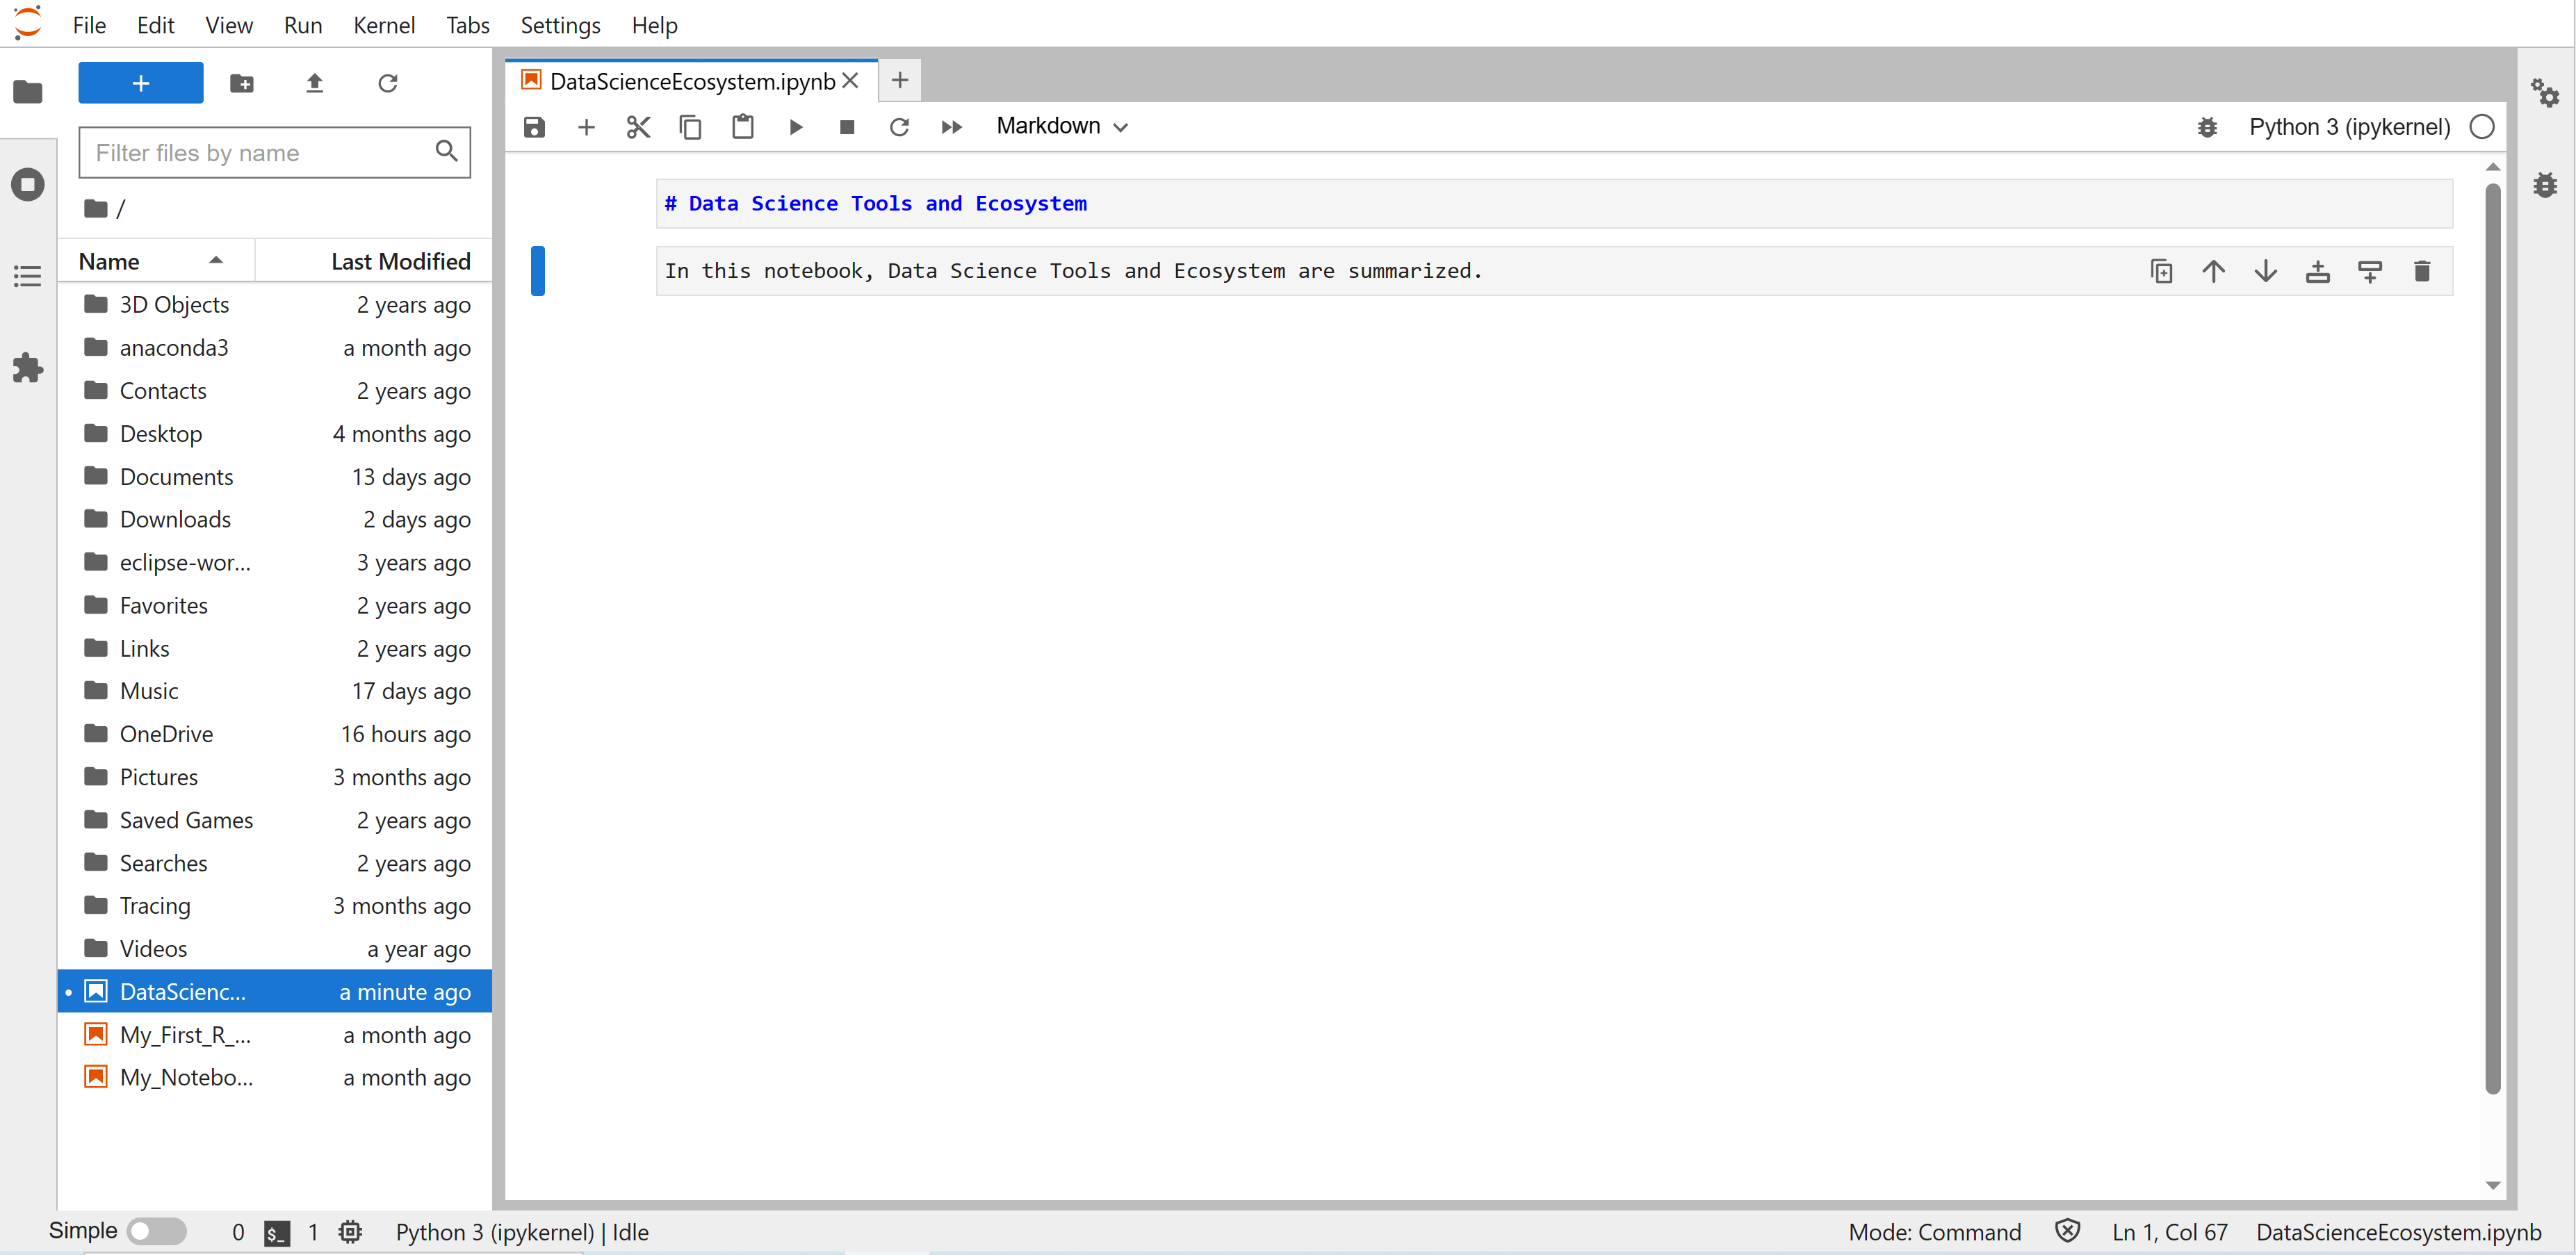 File Edit View Run Kernel Tabs Settings Help
DataScienceEcosystem.ipynb
Markdown
Python 3 (ipykernel)
Filter files by name
/
Name Last Modified
3D Objects 2 years ago
anaconda3 a month ago
Contacts 2 years ago
Desktop 4 months ago
Documents 13 days ago
Downloads 2 days ago
eclipse-wor... 3 years ago
Favorites 2 years ago
Links 2 years ago
Music 17 days ago
OneDrive 16 hours ago
Pictures 3 months ago
Saved Games 2 years ago
Searches 2 years ago
Tracing 3 months ago
Videos a year ago
DataScienc... a minute ago
My_First_R_... a month ago
My_Notebo... a month ago
# Data Science Tools and Ecosystem
In this notebook, Data Science Tools and Ecosystem are summarized.
Simple 0 $_ 1 Python 3 (ipykernel) | Idle Mode: Command Ln 1, Col 67 DataScienceEcosystem.ipynb